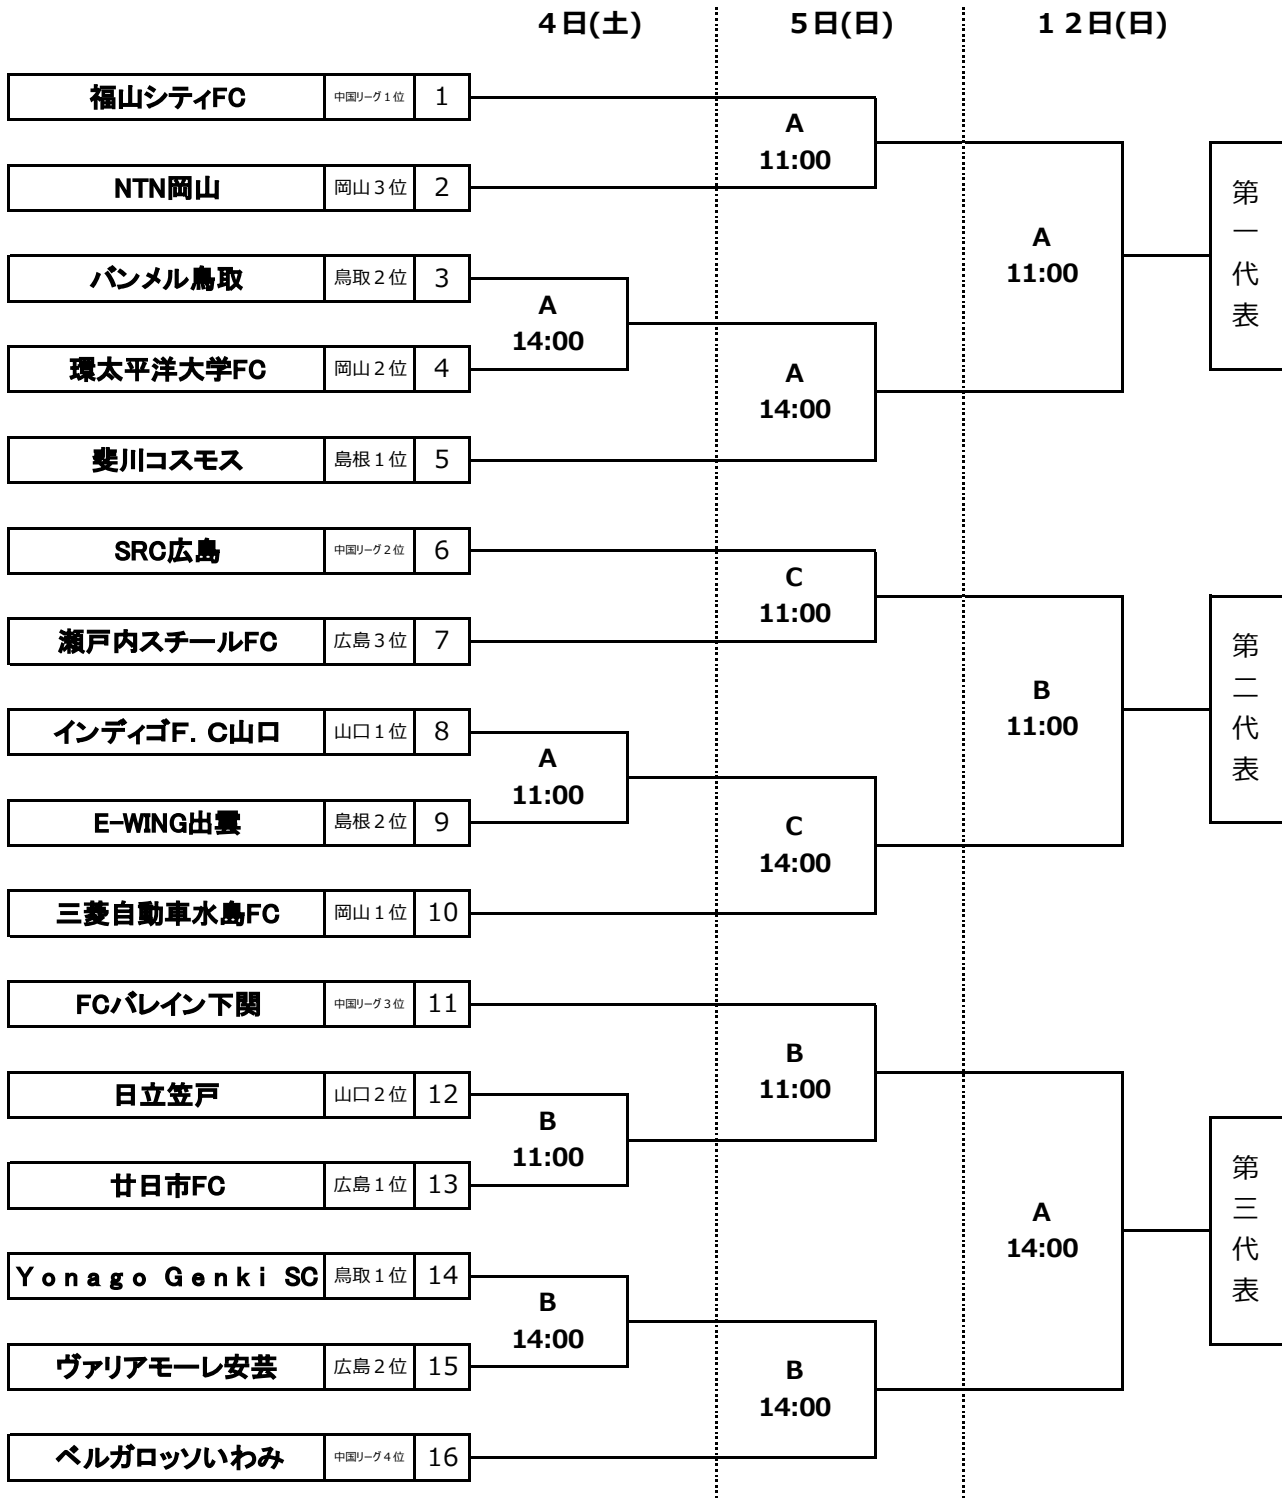 ４日(土) ５日(日) １２日(日)
福山シティFC 中国リーグ１位 1
A
11:00
NTN岡山 岡山３位 2
バンメル鳥取 鳥取２位 3
A
14:00
環太平洋大学FC 岡山２位 4
A
14:00
斐川コスモス 島根１位 5
A
11:00
第一代表
SRC広島 中国リーグ２位 6
C
11:00
瀬戸内スチールFC 広島３位 7
インディゴF．C山口 山口１位 8
A
11:00
E-WING出雲 島根２位 9
C
14:00
三菱自動車水島FC 岡山１位 10
B
11:00
第二代表
FCバレイン下関 中国リーグ３位 11
B
11:00
日立笠戸 山口２位 12
B
11:00
廿日市FC 広島１位 13
Ｙｏｎａｇｏ Ｇｅｎｋｉ SC 鳥取１位 14
B
14:00
ヴァリアモーレ安芸 広島２位 15
B
14:00
ベルガロッソいわみ 中国リーグ４位 16
A
14:00
第三代表